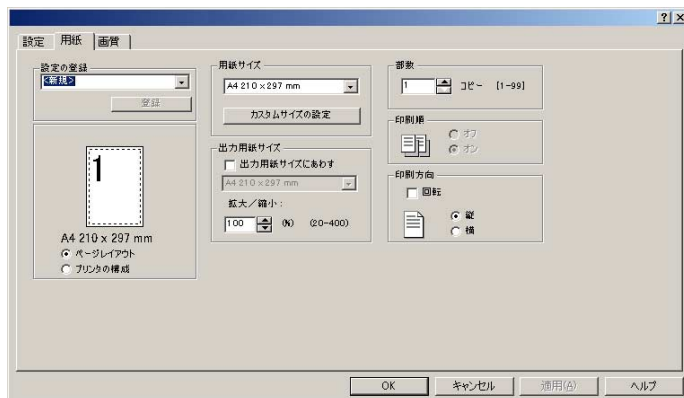 設定 用紙 画質
設定の登録
<新規>
登録
1
A4 210 x 297 mm
ページレイアウト
プリンタの構成
用紙サイズ
A4 210×297 mm
カスタムサイズの設定
出力用紙サイズ
出力用紙サイズにあわす
A4 210×297 mm
拡大/縮小:
100 (%) (20-400)
部数
1 コピー [1-99]
印刷順
オフ
オン
印刷方向
回転
縦
横
OK キャンセル 適用(A) ヘルプ